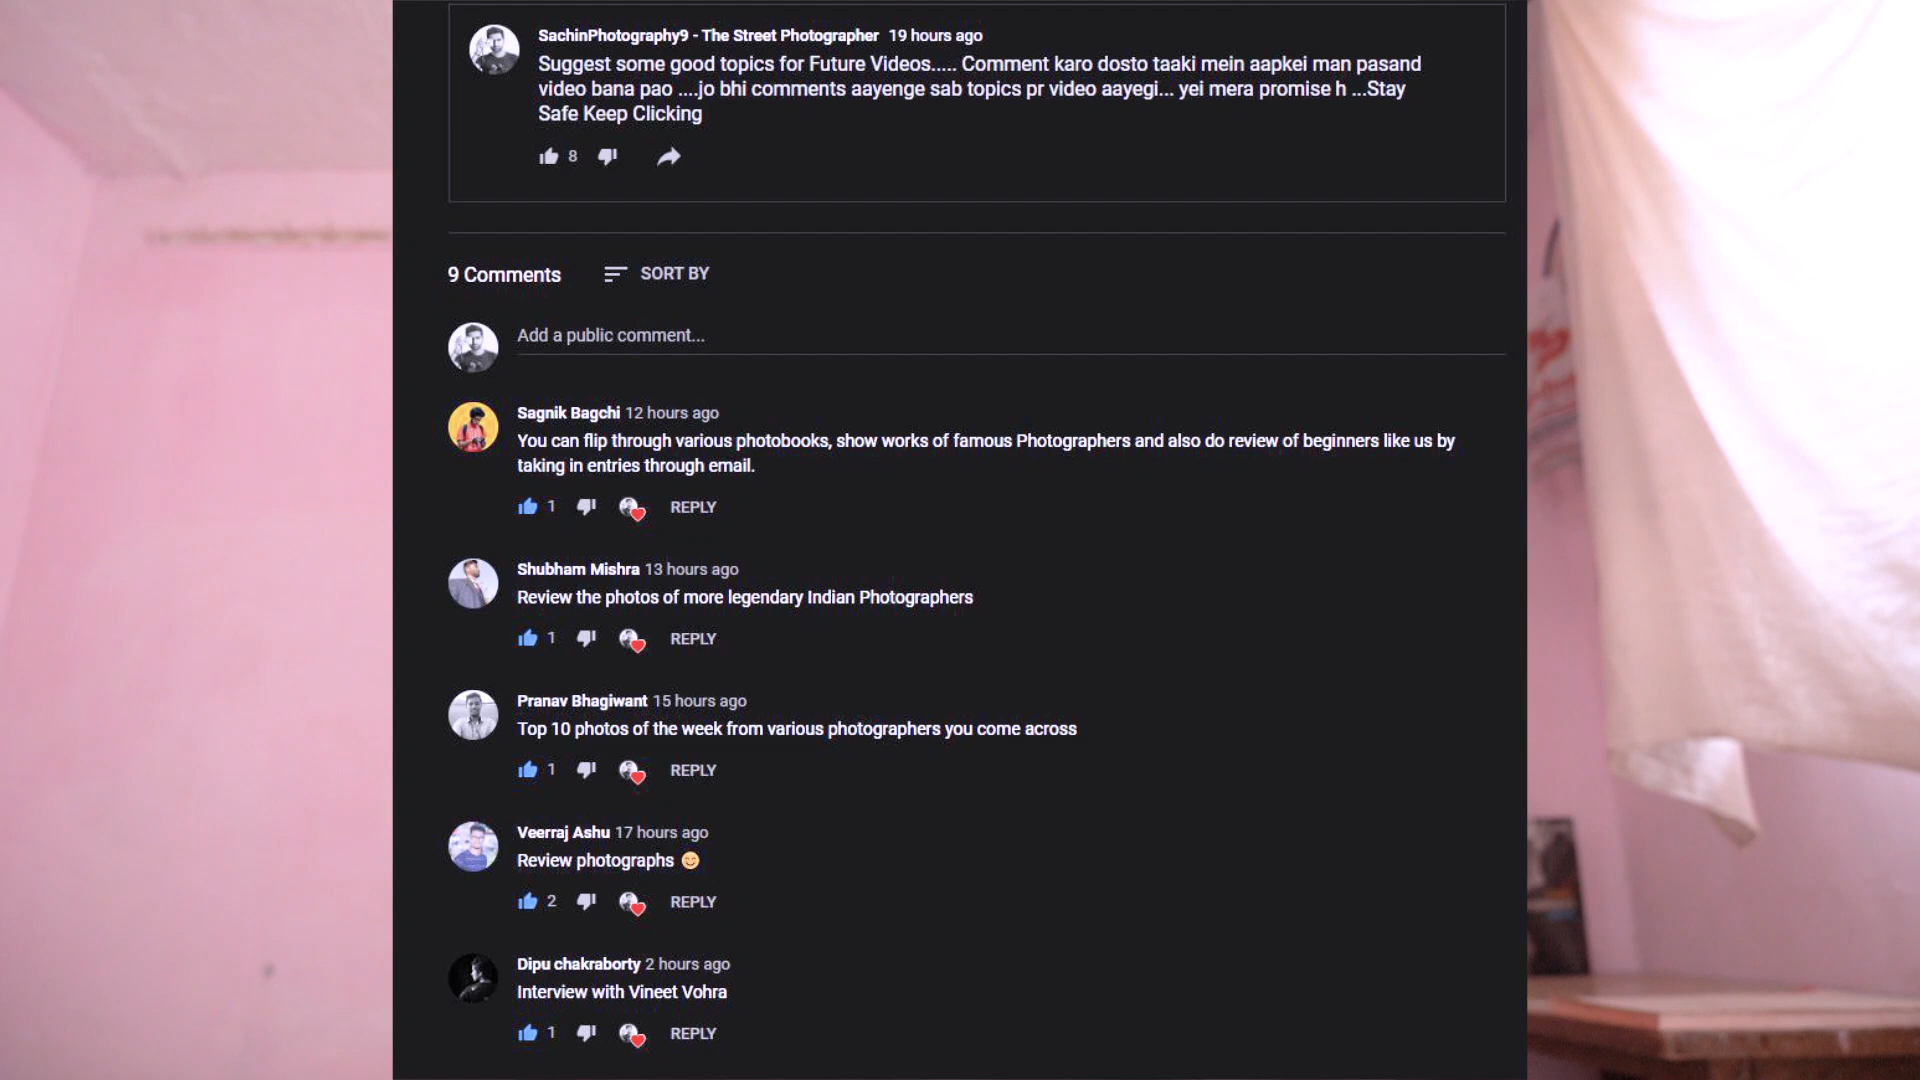 SachinPhotography9 - The Street Photographer 19 hours ago
Suggest some good topics for Future Videos..... Comment karo dosto taaki mein aapkei man pasand
video bana pao ....jo bhi comments aayenge sab topics pr video aayegi... yei mera promise h ...Stay
Safe Keep Clicking
8
9 Comments SORT BY
Add a public comment...
Sagnik Bagchi 12 hours ago
You can flip through various photobooks, show works of famous Photographers and also do review of beginners like us by
taking in entries through email.
1 REPLY
Shubham Mishra 13 hours ago
Review the photos of more legendary Indian Photographers
1 REPLY
Pranav Bhagiwant 15 hours ago
Top 10 photos of the week from various photographers you come across
1 REPLY
Veerraj Ashu 17 hours ago
Review photographs 😊
2 REPLY
Dipu chakraborty 2 hours ago
Interview with Vineet Vohra
1 REPLY